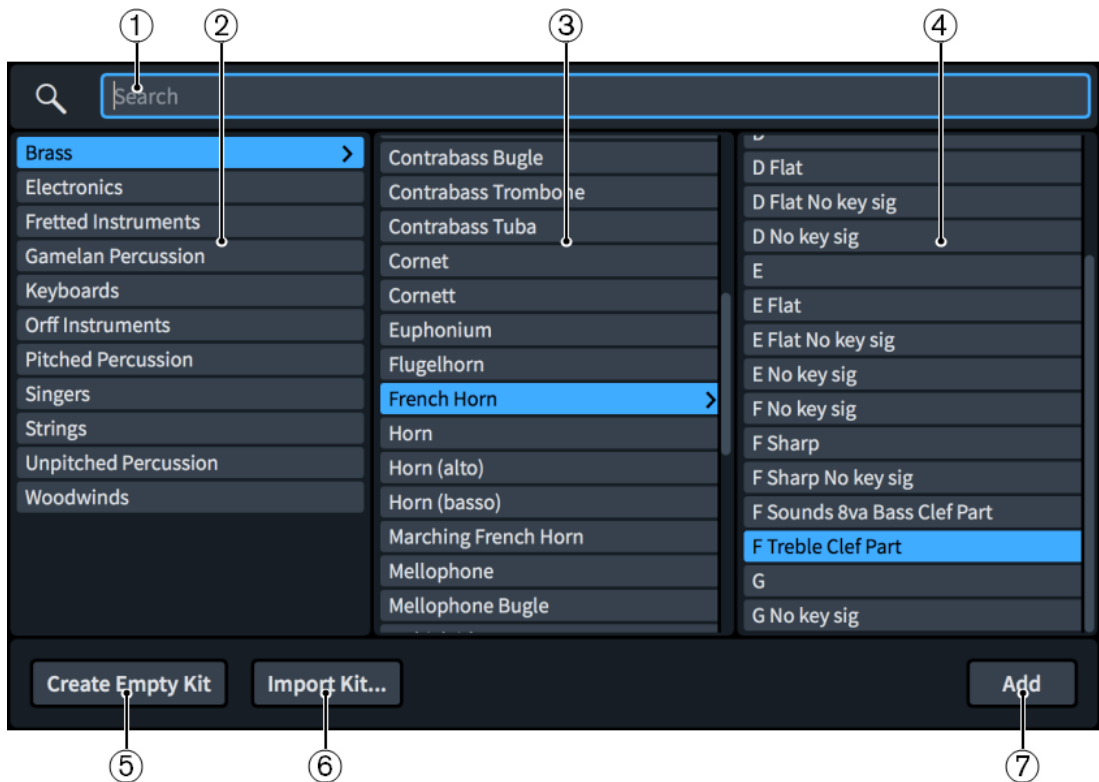 ① ② ③ ④
Search
Brass
Electronics
Fretted Instruments
Gamelan Percussion
Keyboards
Orff Instruments
Pitched Percussion
Singers
Strings
Unpitched Percussion
Woodwinds
Contrabass Bugle
Contrabass Trombone
Contrabass Tuba
Cornet
Cornett
Euphonium
Flugelhorn
French Horn
Horn
Horn (alto)
Horn (basso)
Marching French Horn
Mellophone
Mellophone Bugle
D Flat
D Flat No key sig
D No key sig
E
E Flat
E Flat No key sig
E No key sig
F No key sig
F Sharp
F Sharp No key sig
F Sounds 8va Bass Clef Part
F Treble Clef Part
G
G No key sig
Create Empty Kit
Import Kit...
Add
⑤ ⑥ ⑦